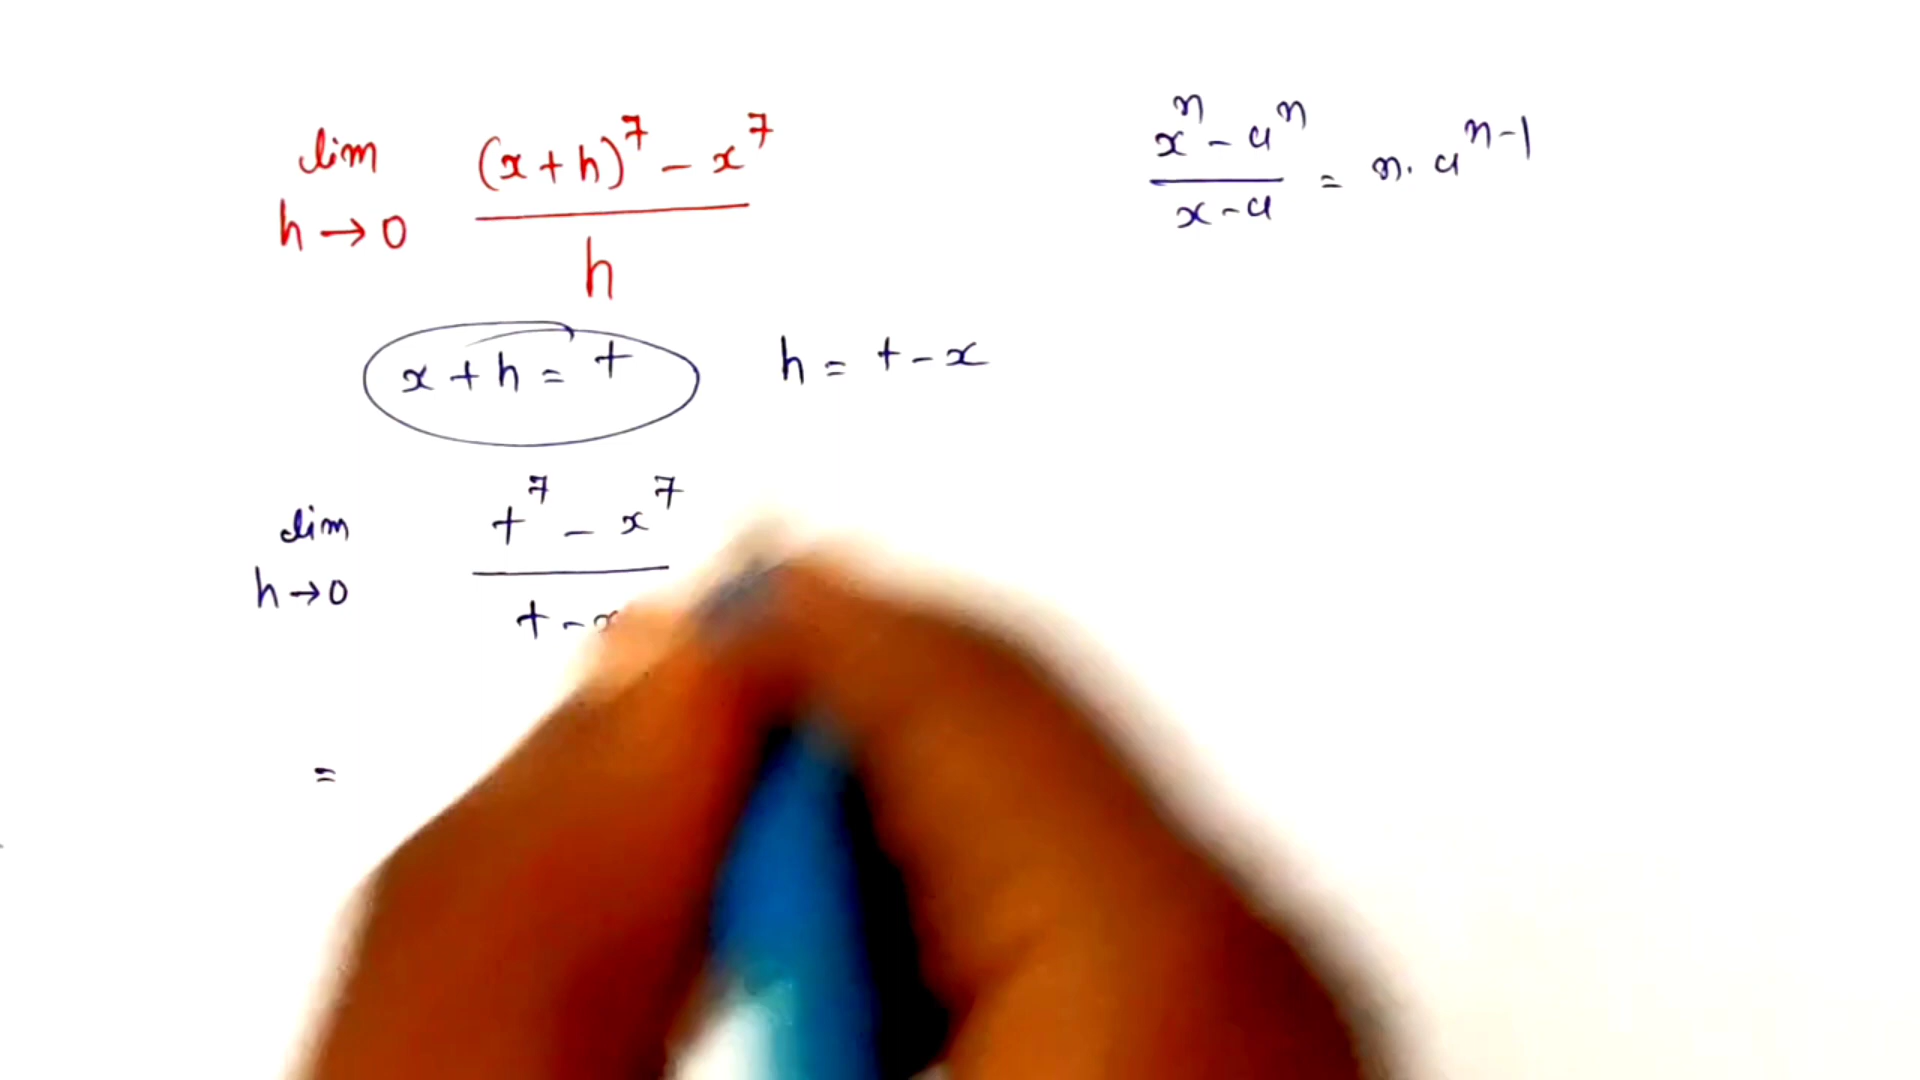 lim (x+h)^7 - x^7
h→0 h
x^n - a^n = n. a^n-1
x - a
x + h = t h = t - x
lim t^7 - x^7
h→0 t - x
=